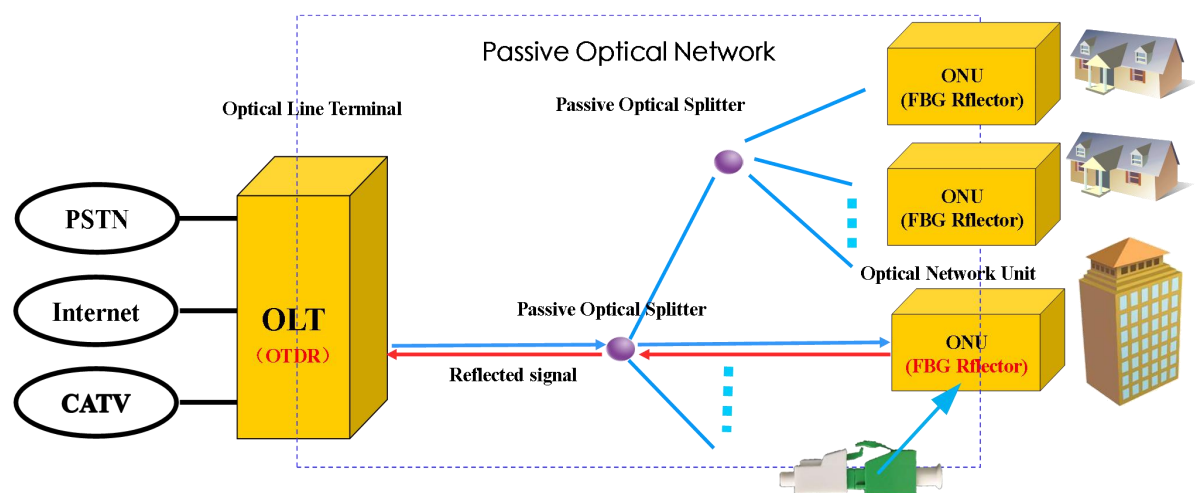 Passive Optical Network
ONU
(FBG Rflector)
Passive Optical Splitter
Optical Line Terminal
ONU
(FBG Rflector)
PSTN
Optical Network Unit
Internet
OLT
（OTDR）
Passive Optical Splitter
ONU
(FBG Rflector)
Reflected signal
CATV